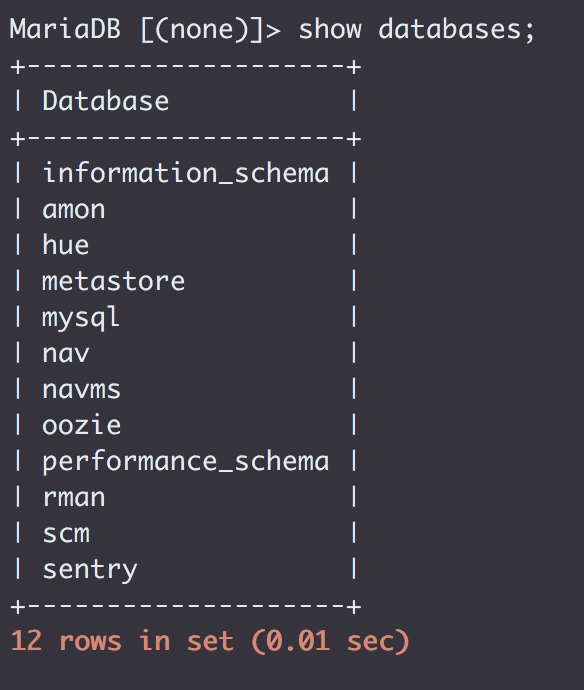 MariaDB [(none)]> show databases;
+--------------------+
| Database           |
+--------------------+
| information_schema |
| amon               |
| hue                |
| metastore          |
| mysql              |
| nav                |
| navms              |
| oozie              |
| performance_schema |
| rman               |
| scm                |
| sentry             |
+--------------------+
12 rows in set (0.01 sec)